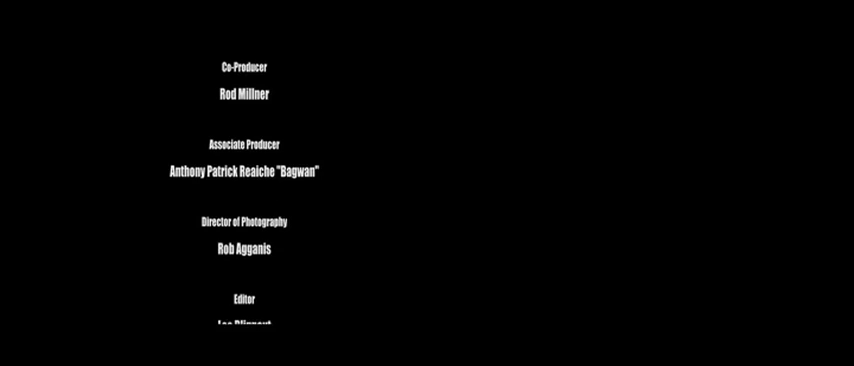 Co-Producer
Rod Millner
Associate Producer
Anthony Patrick Reaiche "Bagwan"
Director of Photography
Rob Agganis
Editor